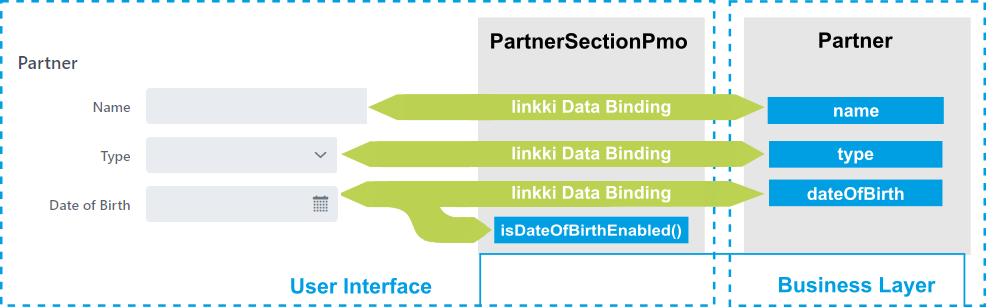 PartnerSectionPmo
Partner
Partner
Name
linkki Data Binding
name
Type
linkki Data Binding
type
Date of Birth
linkki Data Binding
dateOfBirth
isDateOfBirthEnabled()
User Interface
Business Layer